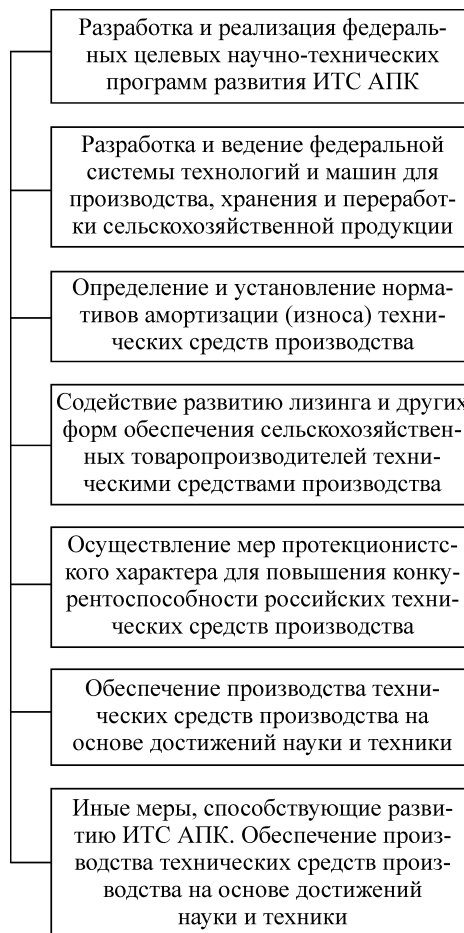 Разработка и реализация федераль-
ных целевых научно-технических
программ развития ИТС АПК
Разработка и ведение федеральной
системы технологий и машин для
производства, хранения и переработ-
ки сельскохозяйственной продукции
Определение и установление норма-
тивов амортизации (износа) техни-
ческих средств производства
Содействие развитию лизинга и других
форм обеспечения сельскохозяйствен-
ных товаропроизводителей техни-
ческими средствами производства
Осуществление мер протекционистс-
кого характера для повышения конку-
рентоспособности российских техни-
ческих средств производства
Обеспечение производства техни-
ческих средств производства на
основе достижений науки и техники
Иные меры, способствующие разви-
тию ИТС АПК. Обеспечение произ-
водства технических средств произ-
водства на основе достижений
науки и техники